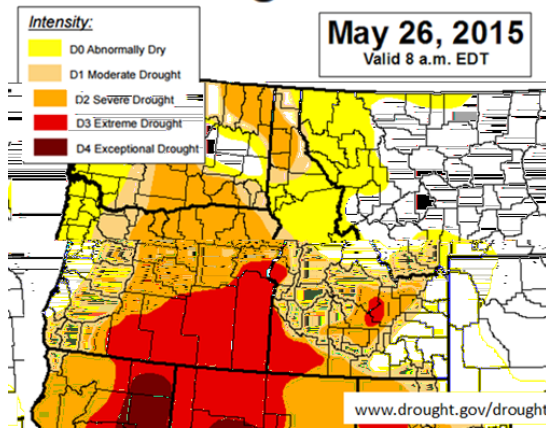 Intensity:
D0 Abnormally Dry
D1 Moderate Drought
D2 Severe Drought
D3 Extreme Drought
D4 Exceptional Drought
May 26, 2015
Valid 8 a.m. EDT
www.drought.gov/drought